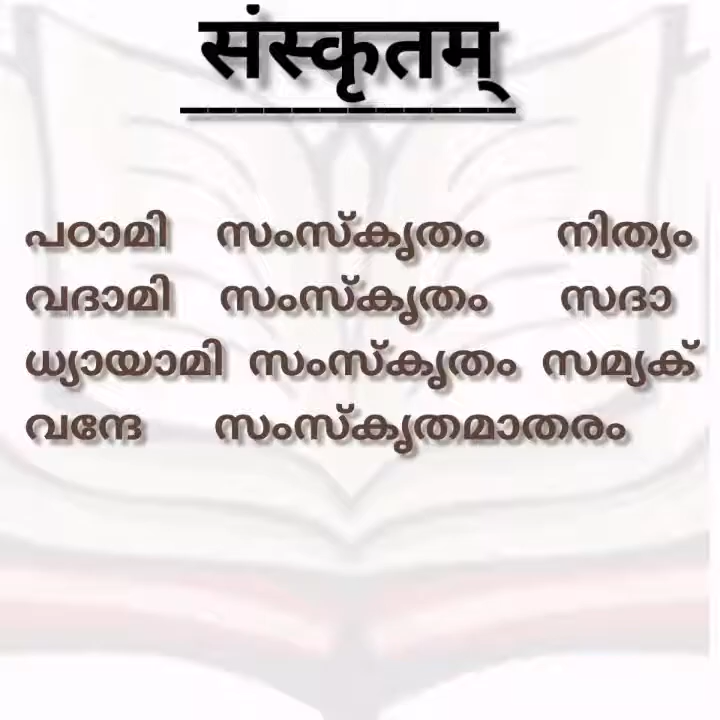 संस्कृतम्
പഠാമി സംസ്കൃതം നിത്യം
വദാമി സംസ്കൃതം സദാ
ധ്യായാമി സംസ്കൃതം സമ്യക്
വന്ദേ സംസ്കൃതമാതരം